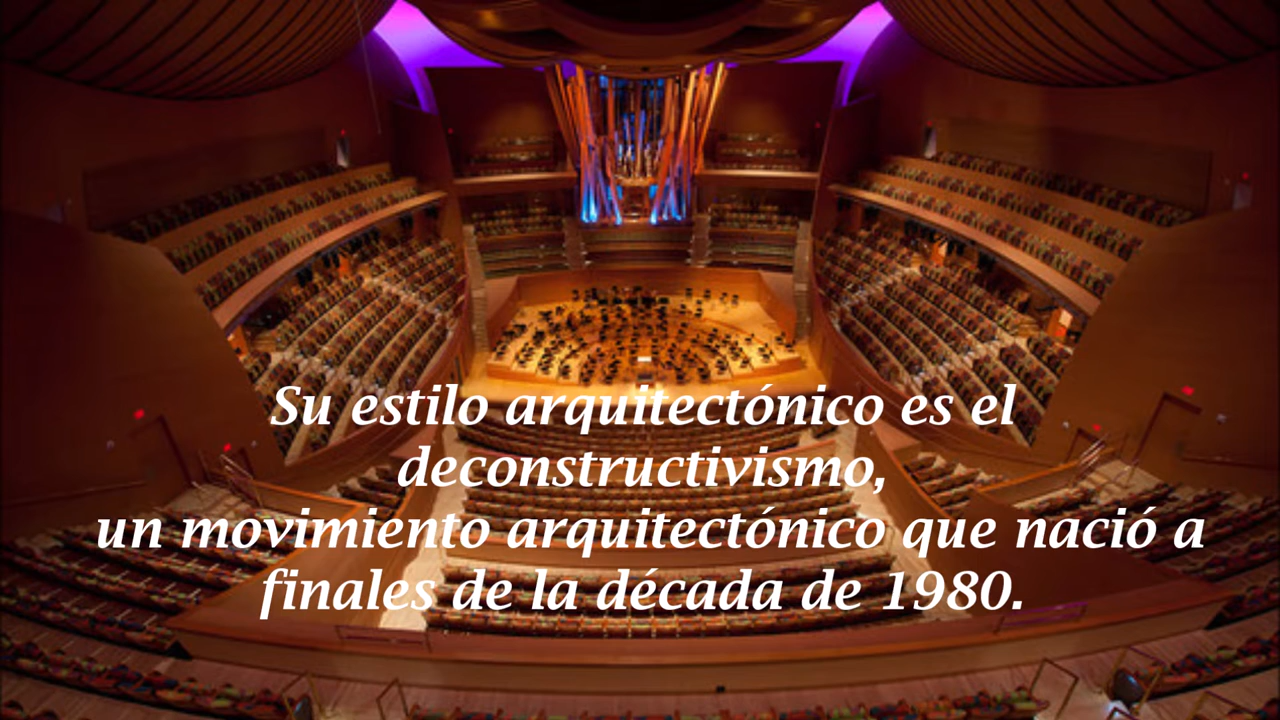 Su estilo arquitectónico es el
deconstructivismo,
un movimiento arquitectónico que nació a
finales de la década de 1980.